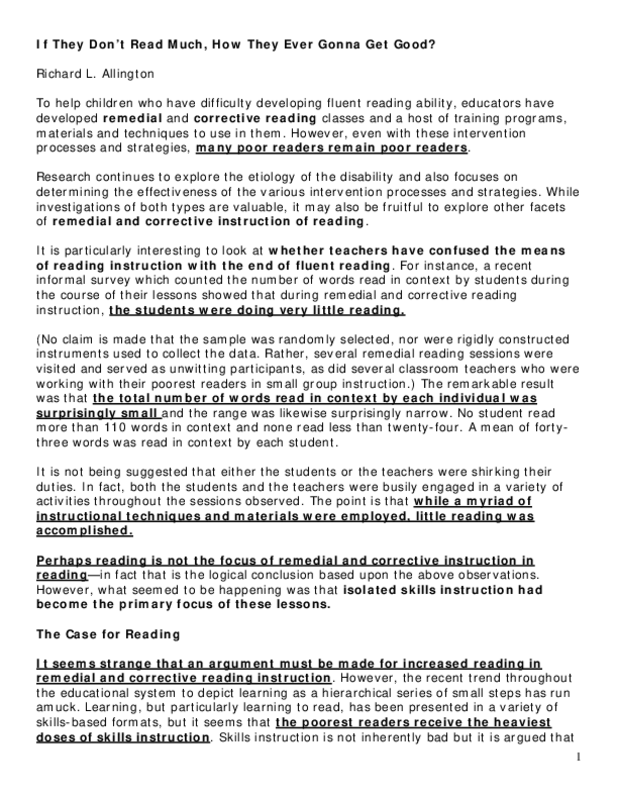 If They Don't Read Much, How They Ever Gonna Get Good?
Richard L. Allington
To help children who have difficulty developing fluent reading ability, educators have
developed remedial and corrective reading classes and a host of training programs,
materials and techniques to use in them. However, even with these intervention
processes and strategies, many poor readers remain poor readers.
Research continues to explore the etiology of the disability and also focuses on
determining the effectiveness of the various intervention processes and strategies. While
investigations of both types are valuable, it may also be fruitful to explore other facets
of remedial and corrective instruction of reading.
It is particularly interesting to look at whether teachers have confused the means
of reading instruction with the end of fluent reading. For instance, a recent
informal survey which counted the number of words read in context by students during
the course of their lessons showed that during remedial and corrective reading
instruction, the students were doing very little reading.
(No claim is made that the sample was randomly selected, nor were rigidly constructed
instruments used to collect the data. Rather, several remedial reading sessions were
visited and served as unwitting participants, as did several classroom teachers who were
working with their poorest readers in small group instruction.) The remarkable result
was that the total number of words read in context by each individual was
surprisingly small and the range was likewise surprisingly narrow. No student read
more than 110 words in context and none read less than twenty-four. A mean of forty-
three words was read in context by each student.
It is not being suggested that either the students or the teachers were shirking their
duties. In fact, both the students and the teachers were busily engaged in a variety of
activities throughout the sessions observed. The point is that while a myriad of
instructional techniques and materials were employed, little reading was
accomplished.
Perhaps reading is not the focus of remedial and corrective instruction in
reading—in fact that is the logical conclusion based upon the above observations.
However, what seemed to be happening was that isolated skills instruction had
become the primary focus of these lessons.
The Case for Reading
It seems strange that an argument must be made for increased reading in
remedial and corrective reading instruction. However, the recent trend throughout
the educational system to depict learning as a hierarchical series of small steps has run
amuck. Learning, but particularly learning to read, has been presented in a variety of
skills-based formats, but it seems that the poorest readers receive the heaviest
doses of skills instruction. Skills instruction is not inherently bad but it is argued that
1